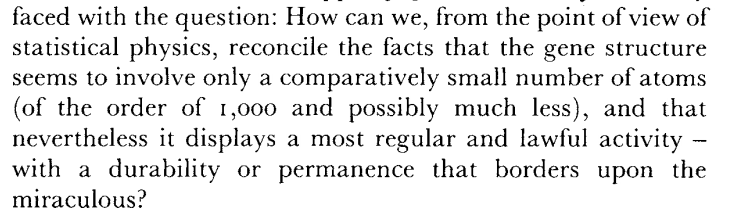 faced with the question: How can we, from the point of view of
statistical physics, reconcile the facts that the gene structure
seems to involve only a comparatively small number of atoms
(of the order of 1,000 and possibly much less), and that
nevertheless it displays a most regular and lawful activity –
with a durability or permanence that borders upon the
miraculous?